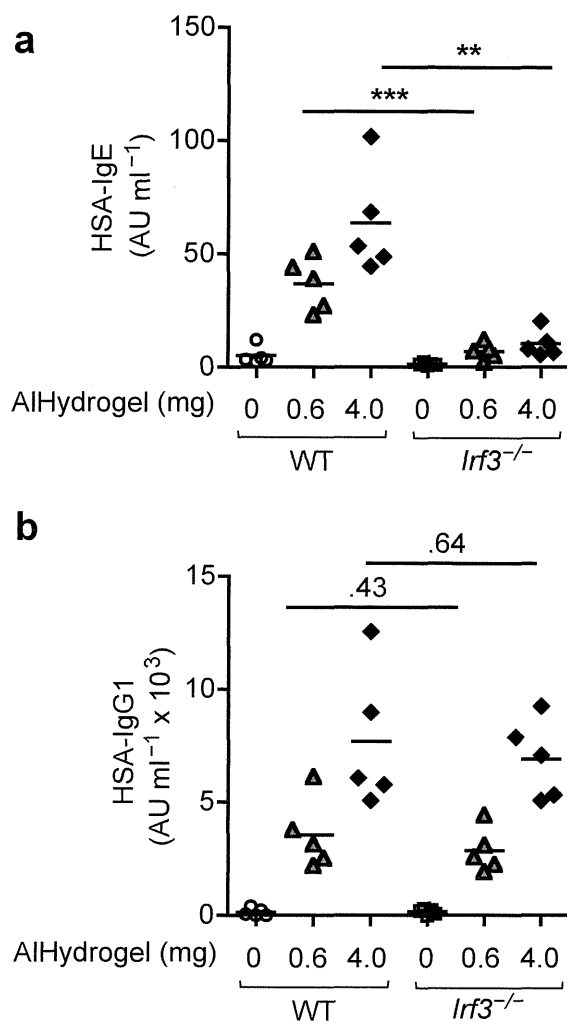 a
150
**
***
100
HSA-IgE
(AU ml⁻¹)
50
0
AlHydrogel (mg) 0 0.6 4.0 0 0.6 4.0
WT Irf3⁻/⁻
b
.64
15
.43
10
HSA-IgG1
(AU ml⁻¹ x 10³)
5
0
AlHydrogel (mg) 0 0.6 4.0 0 0.6 4.0
WT Irf3⁻/⁻